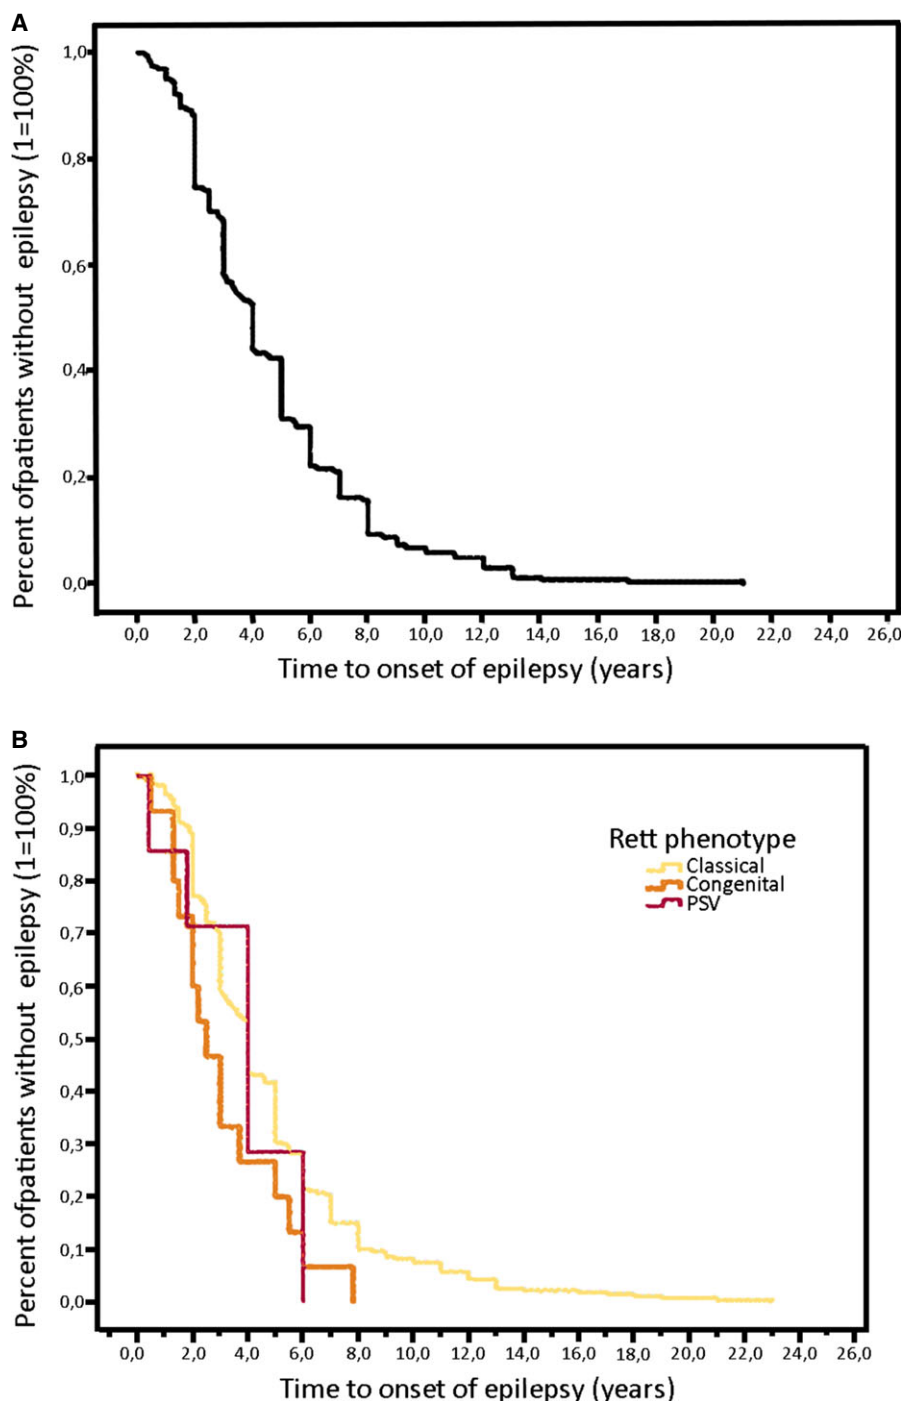 A
Percent ofpatients without epilepsy (1=100%)
1,0
0,8
0,6
0,4
0,2
0,0
0,0 2,0 4,0 6,0 8,0 10,0 12,0 14,0 16,0 18,0 20,0 22,0 24,0 26,0
Time to onset of epilepsy (years)
B
Percent ofpatients without epilepsy (1=100%)
1,0
0,9
0,8
0,7
0,6
0,5
0,4
0,3
0,2
0,1
0,0
Rett phenotype
Classical
Congenital
PSV
0,0 2,0 4,0 6,0 8,0 10,0 12,0 14,0 16,0 18,0 20,0 22,0 24,0 26,0
Time to onset of epilepsy (years)